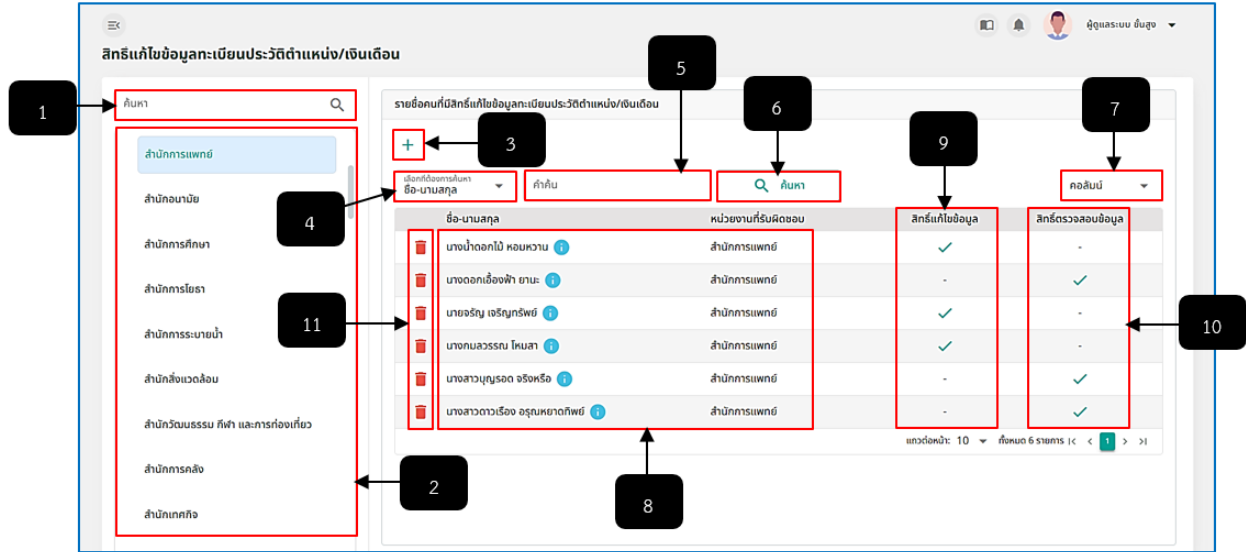 ผู้ดูแลระบบ ขั้นสูง
สิทธิ์แก้ไขข้อมูลทะเบียนประวัติตำแหน่ง/เงินเดือน
5
1
ค้นหา
รายชื่อคนที่มีสิทธิ์แก้ไขข้อมูลทะเบียนประวัติตำแหน่ง/เงินเดือน
6
7
3
9
สำนักการแพทย์
เลือกที่ต้องการค้นหา
ชื่อ-นามสกุล
คำค้น
ค้นหา
คอลัมน์
สำนักอนามัย
4
ชื่อ-นามสกุล หน่วยงานที่รับผิดชอบ สิทธิ์แก้ไขข้อมูล สิทธิ์ตรวจสอบข้อมูล
สำนักการศึกษา
นางน้ำดอกไม้ หอมหวาน สำนักการแพทย์ -
นางดอกเอื้องฟ้า ยานะ สำนักการแพทย์ -
สำนักการโยธา
นายจรัญ เจริญทรัพย์ สำนักการแพทย์ -
11
10
สำนักการระบายน้ำ
นางกมลวรรณ โหมสา สำนักการแพทย์ -
สำนักสิ่งแวดล้อม
นางสาวบุญรอด จริงหรือ สำนักการแพทย์ -
นางสาวดาวเรือง อรุณหยาดทิพย์ สำนักการแพทย์ -
สำนักวัฒนธรรม กีฬา และการท่องเที่ยว
แถวต่อหน้า: 10 ทั้งหมด 6 รายการ |< < 1 > >|
สำนักการคลัง
2
8
สำนักเทศกิจ